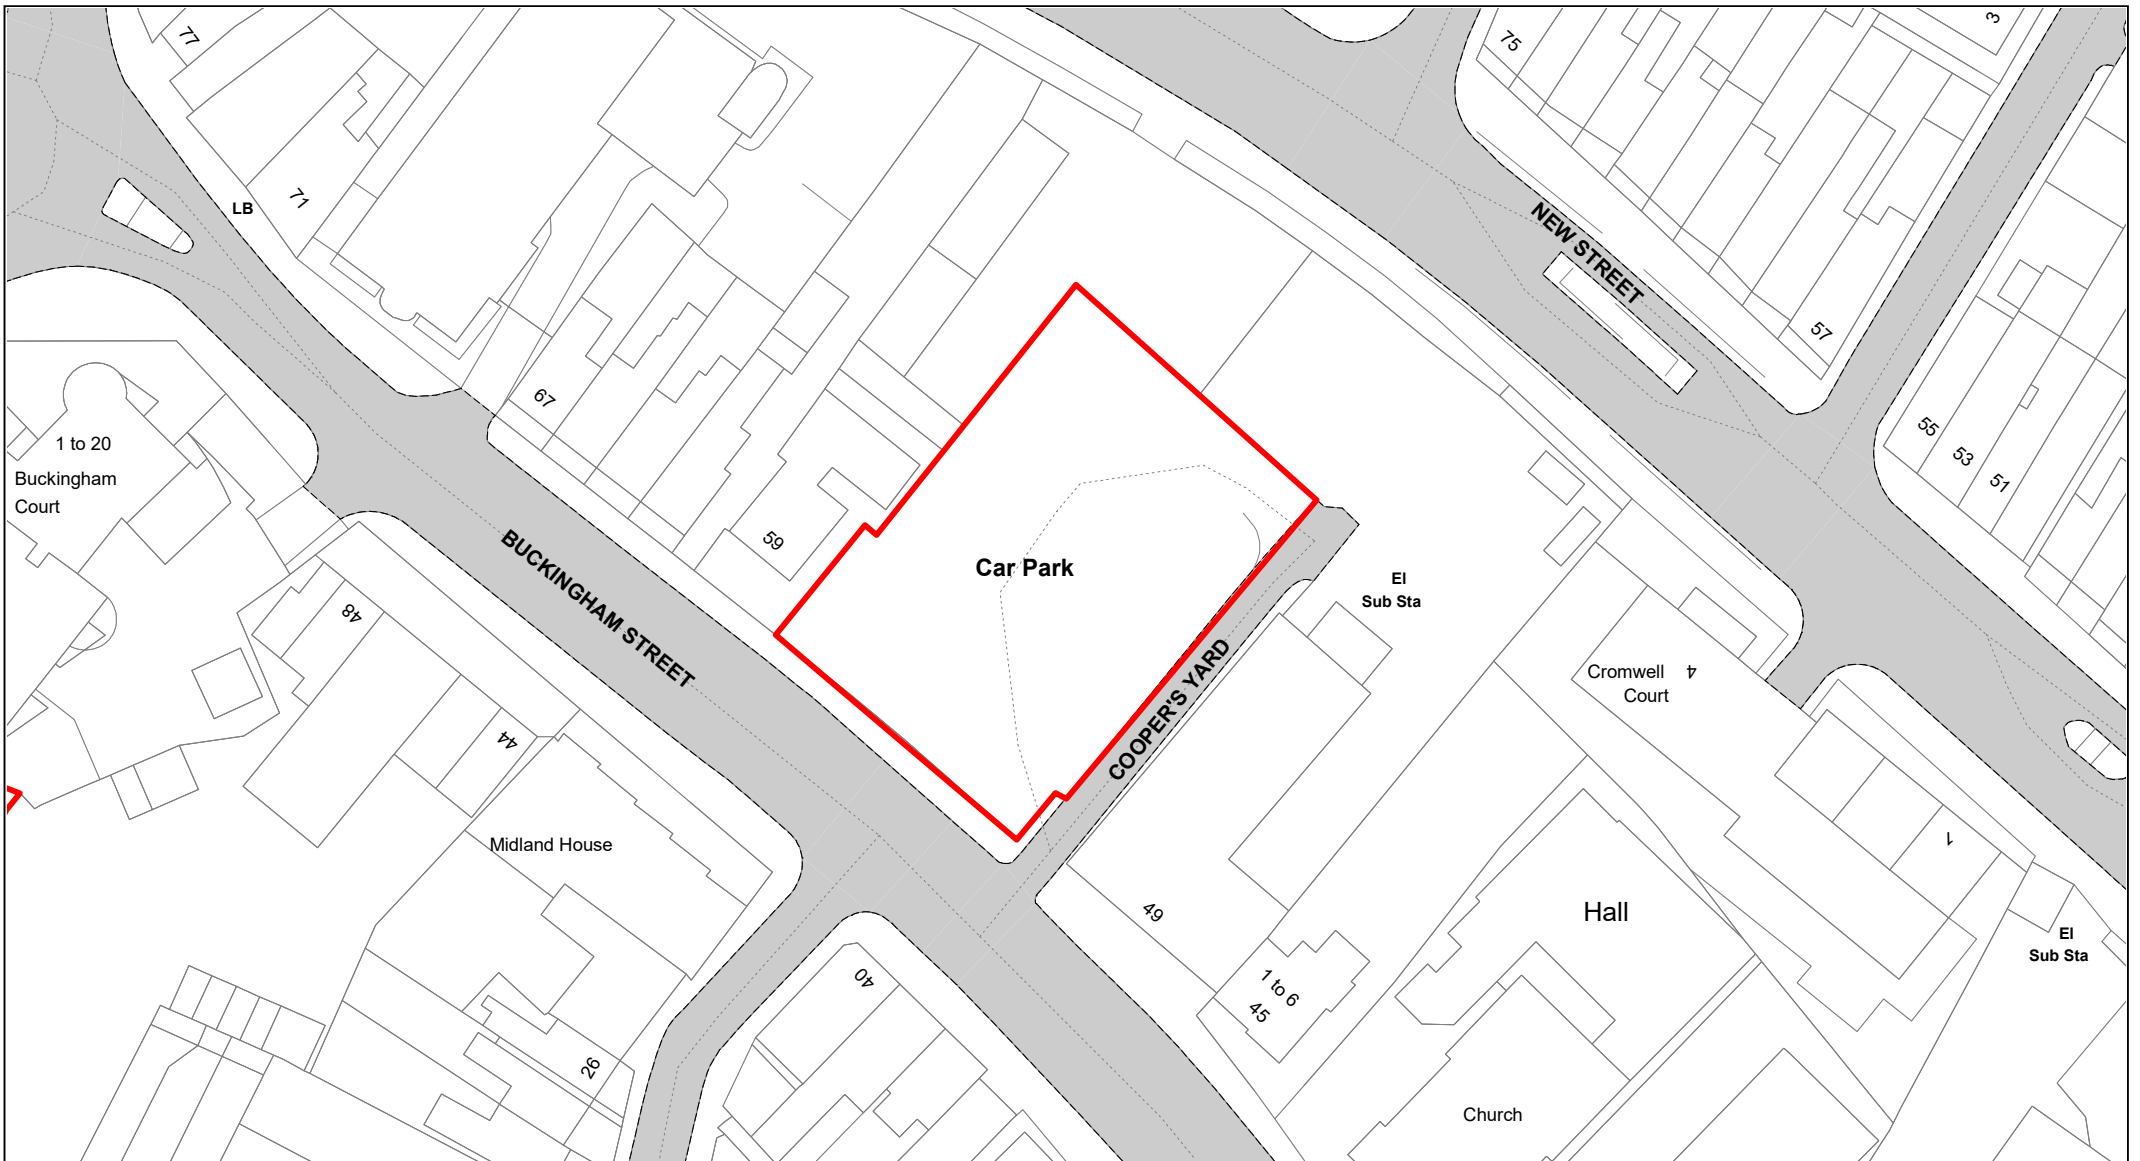 77
75
3
71
LB
NEW STREET
57
67
1 to 20
Buckingham
Court
55
53
51
59
BUCKINGHAM STREET
Car Park
El
Sub Sta
48
COOPER'S YARD
Cromwell
Court
4
44
Midland House
1
49
Hall
El
Sub Sta
40
1 to 6
45
26
Church